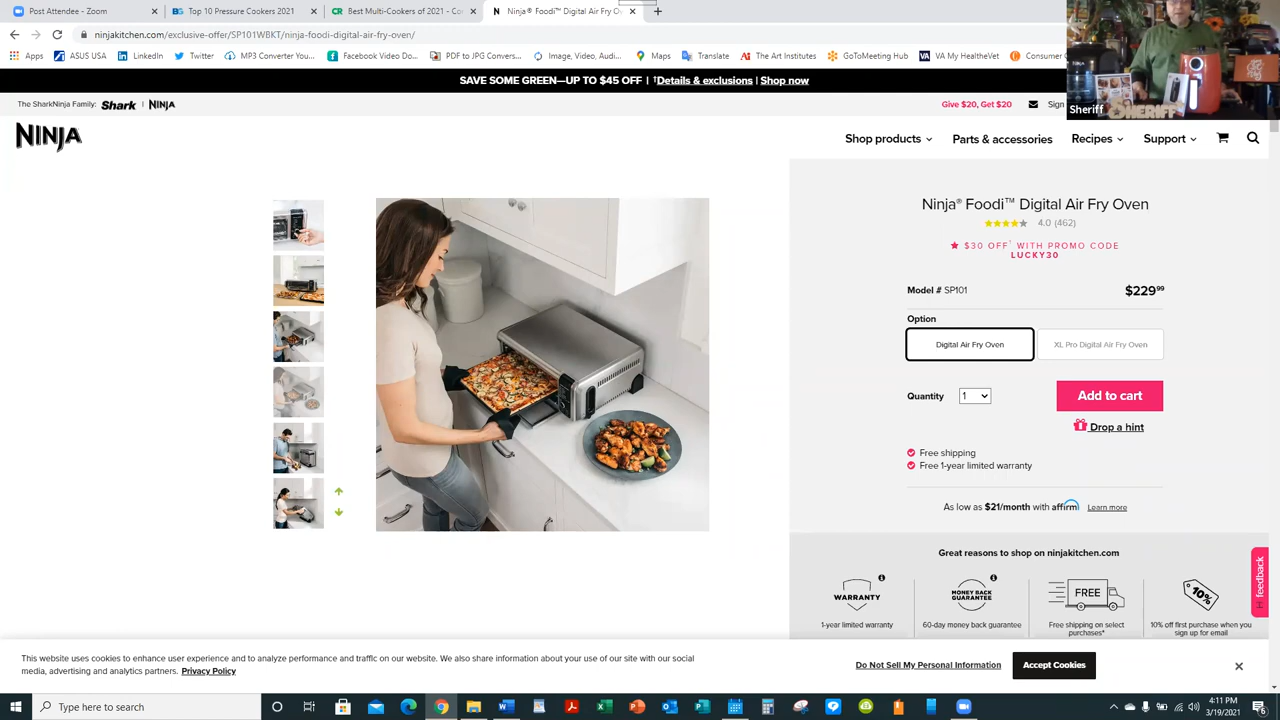 Post Attendees - Zoom
Top 10 Pressure Cookers 2021
Best Multi-Cookers of 2021 - Co
Ninja® Foodi™ Digital Air Fry Ov
ninjakitchen.com/exclusive-offer/SP101WBKT/ninja-foodi-digital-air-fry-oven/
Apps
ASUS USA
LinkedIn
Twitter
MP3 Converter You...
Facebook Video Do...
PDF to JPG Convers...
Image, Video, Audi...
Maps
Translate
The Art Institutes
GoToMeeting Hub
VA My HealtheVet
Consumer
SAVE SOME GREEN—UP TO $45 OFF | †Details & exclusions | Shop now
The SharkNinja Family: Shark | NINJA
Give $20, Get $20
Sign
Sheriff
SHERIFF
NINJA
Shop products
Parts & accessories
Recipes
Support
Ninja® Foodi™ Digital Air Fry Oven
4.0 (462)
$30 OFF† WITH PROMO CODE
LUCKY30
Model # SP101
$229.99
Option
Digital Air Fry Oven
XL Pro Digital Air Fry Oven
Quantity
1
Add to cart
Drop a hint
Free shipping
Free 1-year limited warranty
As low as $21/month with affirm Learn more
Great reasons to shop on ninjakitchen.com
WARRANTY
1-year limited warranty
MONEY BACK
GUARANTEE
60-day money back guarantee
FREE
Free shipping on select
purchases*
10%
10% off first purchase when you
sign up for email
feedback
This website uses cookies to enhance user experience and to analyze performance and traffic on our website. We also share information about your use of our site with our social
media, advertising and analytics partners. Privacy Policy
Do Not Sell My Personal Information
Accept Cookies
Type here to search
4:11 PM
3/19/2021
6